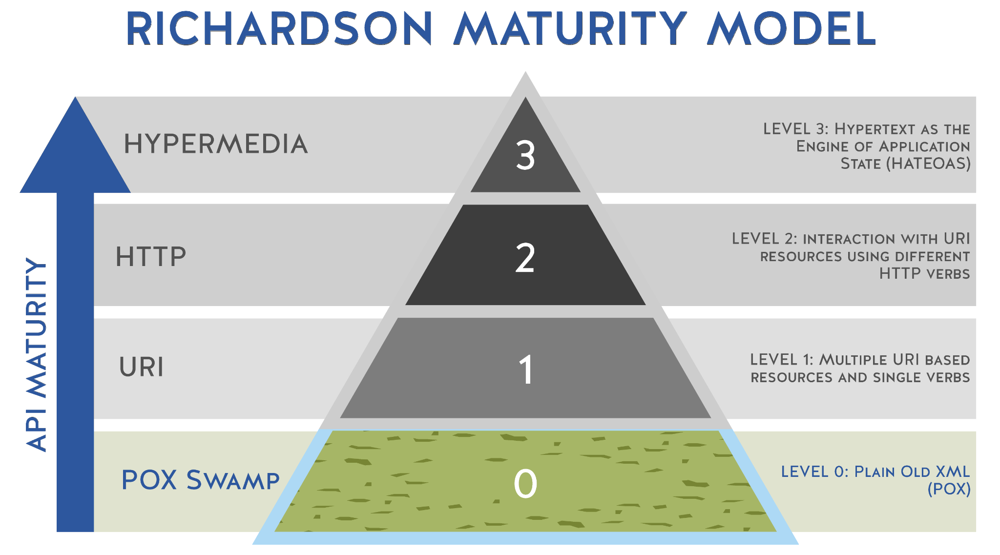 RICHARDSON MATURITY MODEL
API MATURITY
HYPERMEDIA
3
LEVEL 3: HYPERTEXT AS THE
ENGINE OF APPLICATION
STATE (HATEOAS)
HTTP
2
LEVEL 2: INTERACTION WITH URI
RESOURCES USING DIFFERENT
HTTP VERBS
URI
1
LEVEL 1: MULTIPLE URI BASED
RESOURCES AND SINGLE VERBS
POX SWAMP
0
LEVEL 0: PLAIN OLD XML
(POX)